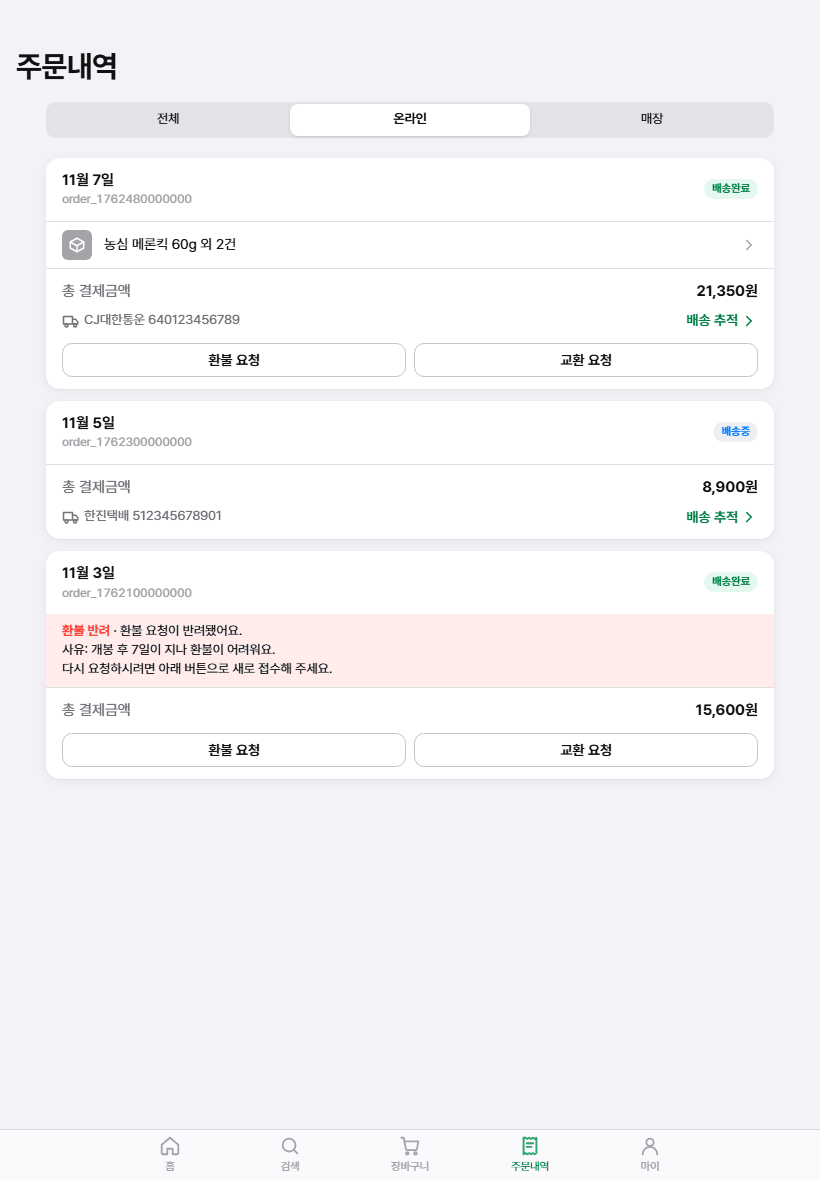 주문내역
전체
온라인
매장
11월 7일
order_1762480000000
배송완료
농심 메론킥 60g 외 2건
총 결제금액
21,350원
CJ대한통운 640123456789
배송 추적
환불 요청
교환 요청
11월 5일
order_1762300000000
배송중
총 결제금액
8,900원
한진택배 512345678901
배송 추적
11월 3일
order_1762100000000
배송완료
환불 반려 · 환불 요청이 반려됐어요.
사유: 개봉 후 7일이 지나 환불이 어려워요.
다시 요청하시려면 아래 버튼으로 새로 접수해 주세요.
총 결제금액
15,600원
환불 요청
교환 요청
홈
검색
장바구니
주문내역
마이